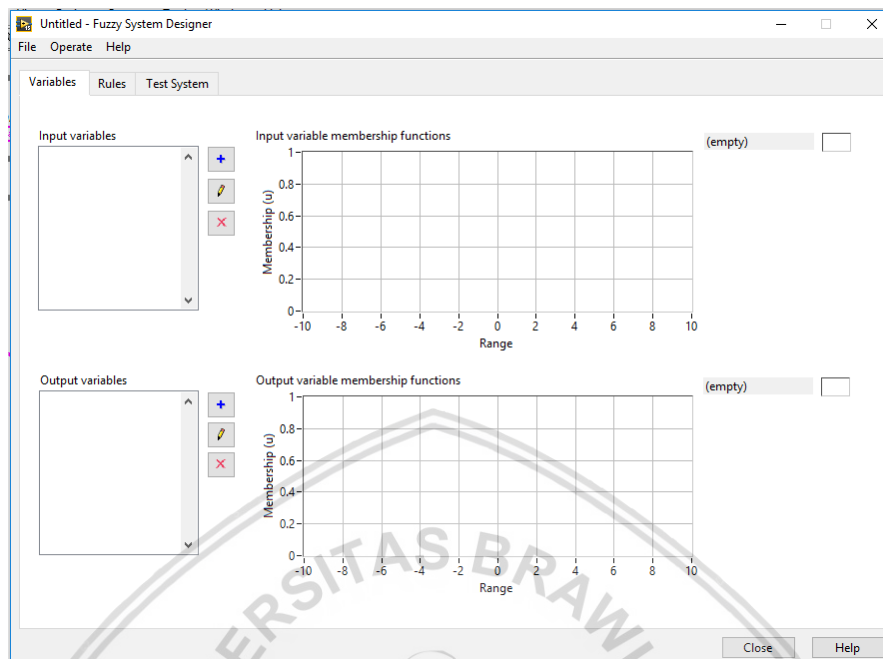 Untitled - Fuzzy System Designer
File Operate Help
Variables Rules Test System
Input variables
Input variable membership functions
(empty)
Membership (u)
1
0.8
0.6
0.4
0.2
0
-10 -8 -6 -4 -2 0 2 4 6 8 10
Range
Output variables
Output variable membership functions
(empty)
Membership (u)
1
0.8
0.6
0.4
0.2
0
-10 -8 -6 -4 -2 0 2 4 6 8 10
Range
ERSITAS BRAW
Close Help